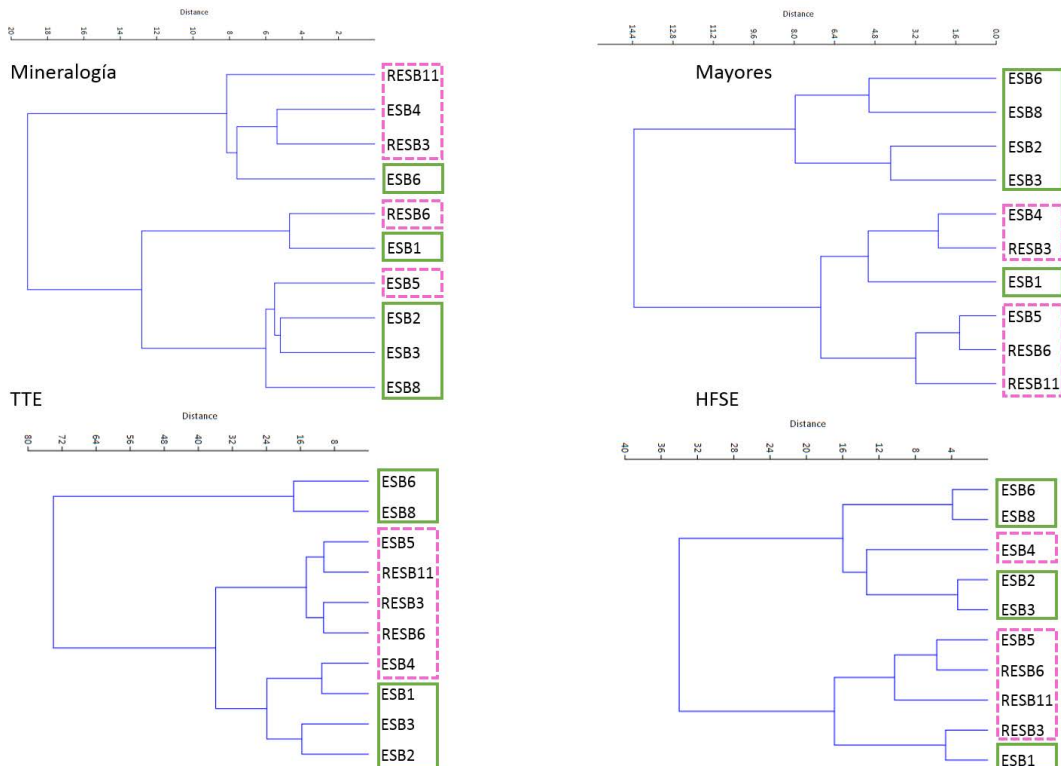 Distance
20 18 16 14 12 10 8 6 4 2
Mineralogía
RESB11
ESB4
RESB3
ESB6
RESB6
ESB1
ESB5
ESB2
ESB3
ESB8
Distance
14.4 12.8 11.2 9.6 8.0 6.4 4.8 3.2 1.6 0.0
Mayores
ESB6
ESB8
ESB2
ESB3
ESB4
RESB3
ESB1
ESB5
RESB6
RESB11
TTE
Distance
80 72 64 56 48 40 32 24 16 8
ESB6
ESB8
ESB5
RESB11
RESB3
RESB6
ESB4
ESB1
ESB3
ESB2
HFSE
Distance
40 36 32 28 24 20 16 12 8 4
ESB6
ESB8
ESB4
ESB2
ESB3
ESB5
RESB6
RESB11
RESB3
ESB1